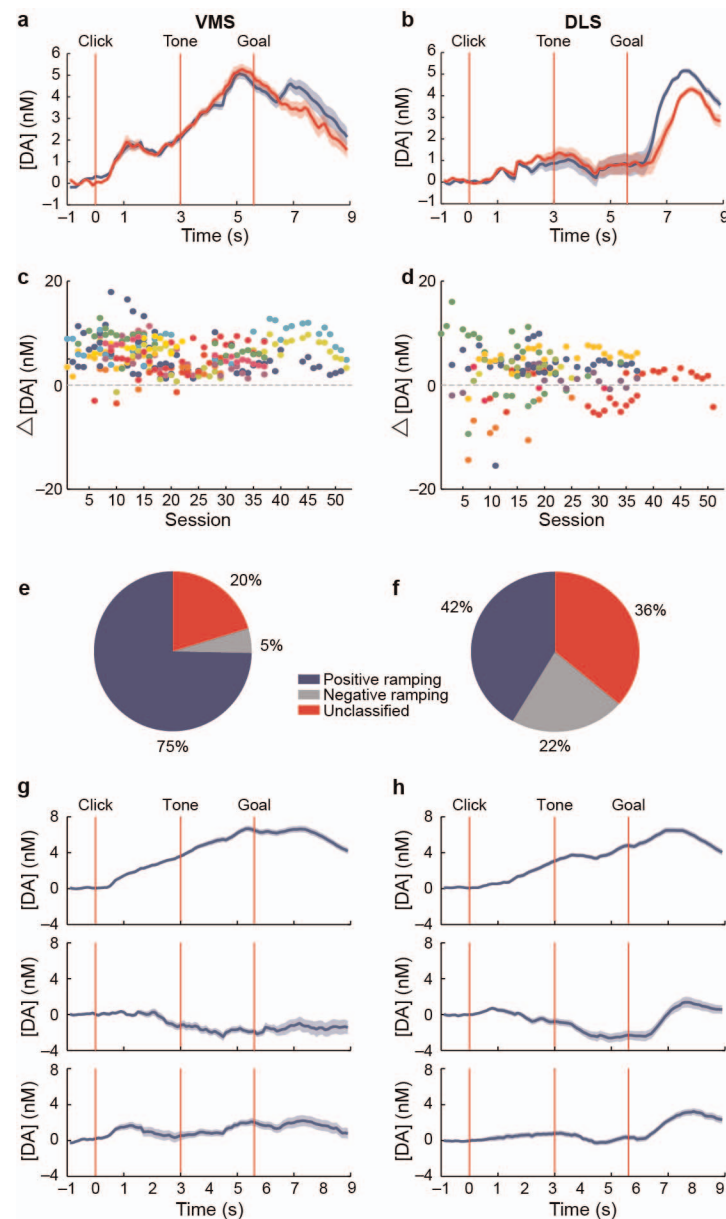 a
VMS
Click
Tone
Goal
[DA] (nM)
6
5
4
3
2
1
0
–1
–1 0 1 3 5 7 9
Time (s)
b
DLS
Click
Tone
Goal
[DA] (nM)
6
5
4
3
2
1
0
–1
–1 0 1 3 5 7 9
Time (s)
c
△ [DA] (nM)
20
0
–20
5 10 15 20 25 30 35 40 45 50
Session
d
△ [DA] (nM)
20
0
–20
5 10 15 20 25 30 35 40 45 50
Session
e
20%
5%
75%
Positive ramping
Negative ramping
Unclassified
f
42%
36%
22%
g
Click
Tone
Goal
[DA] (nM)
8
4
0
–4
[DA] (nM)
8
4
0
–4
[DA] (nM)
8
4
0
–4
–1 0 1 2 3 4 5 6 7 8 9
Time (s)
h
Click
Tone
Goal
[DA] (nM)
8
4
0
–4
[DA] (nM)
8
4
0
–4
[DA] (nM)
8
4
0
–4
–1 0 1 2 3 4 5 6 7 8 9
Time (s)